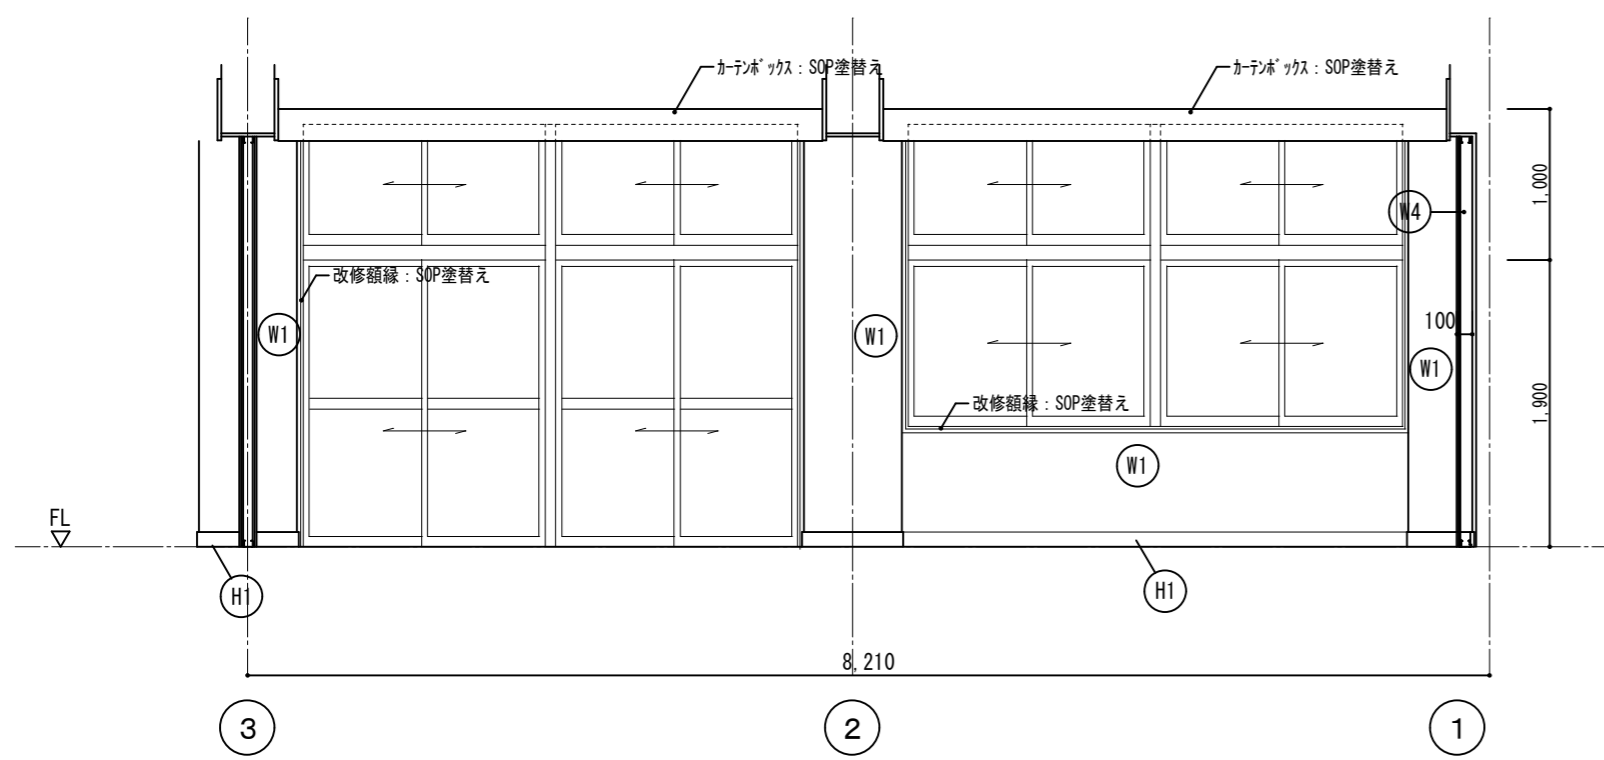 カーテンボックス：SOP塗替え
カーテンボックス：SOP塗替え
1,000
W4
改修額縁：SOP塗替え
W1
W1
100
W1
1,900
改修額縁：SOP塗替え
W1
FL
H1
H1
8,210
3
2
1